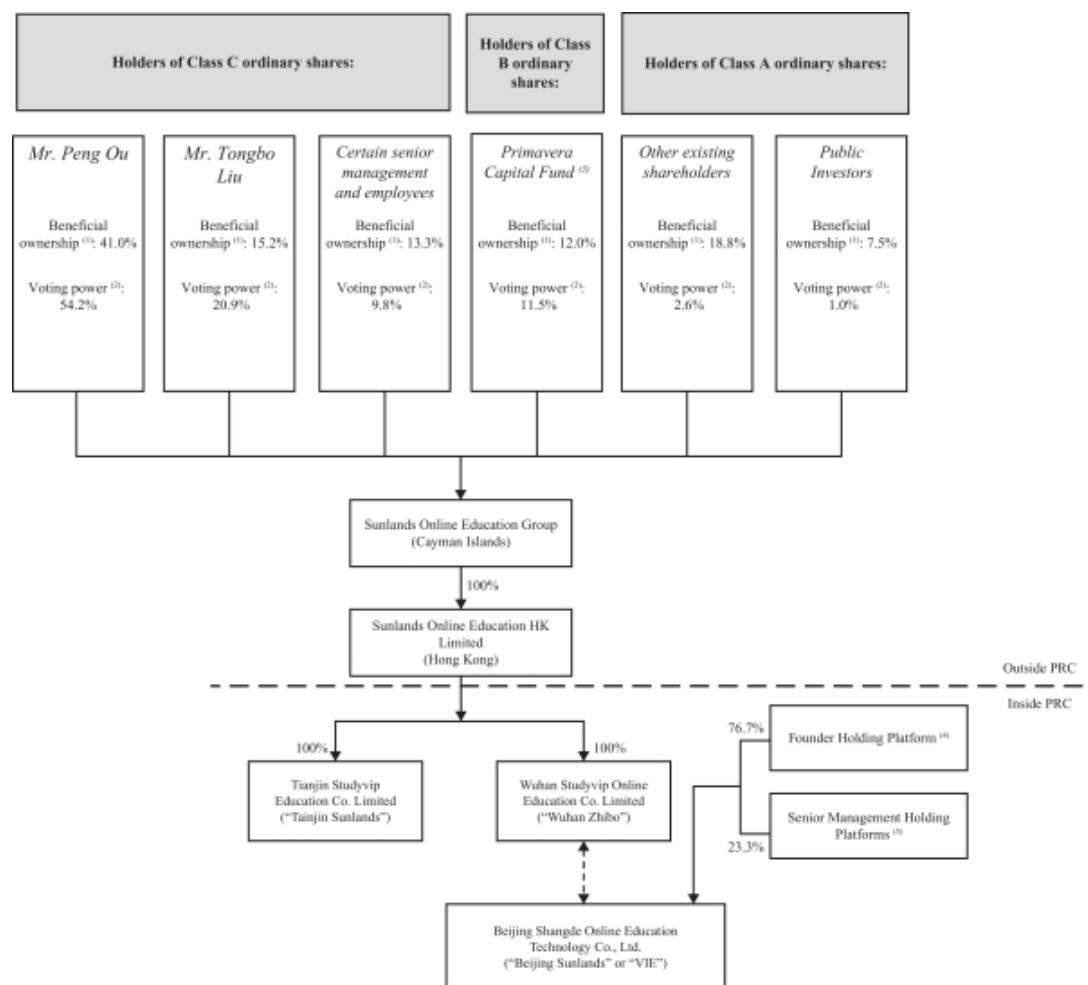 Holders of Class C ordinary shares:
Holders of Class
B ordinary
shares:
Holders of Class A ordinary shares:
Mr. Peng Ou
Beneficial
ownership (1): 41.0%
Voting power (2):
54.2%
Mr. Tongbo
Liu
Beneficial
ownership (1): 15.2%
Voting power (2):
20.9%
Certain senior
management
and employees
Beneficial
ownership (1): 13.3%
Voting power (2):
9.8%
Primavera
Capital Fund (3)
Beneficial
ownership (1): 12.0%
Voting power (2):
11.5%
Other existing
shareholders
Beneficial
ownership (1): 18.8%
Voting power (2):
2.6%
Public
Investors
Beneficial
ownership (1): 7.5%
Voting power (2):
1.0%
Sunlands Online Education Group
(Cayman Islands)
100%
Sunlands Online Education HK
Limited
(Hong Kong)
Outside PRC
Inside PRC
100%
100%
Tianjin Studyvip
Education Co. Limited
(“Tainjin Sunlands”)
Wuhan Studyvip Online
Education Co. Limited
(“Wuhan Zhibo”)
76.7%
Founder Holding Platform (4)
Senior Management Holding
Platforms (5)
23.3%
Beijing Shangde Online Education
Technology Co., Ltd.
(“Beijing Sunlands” or “VIE”)